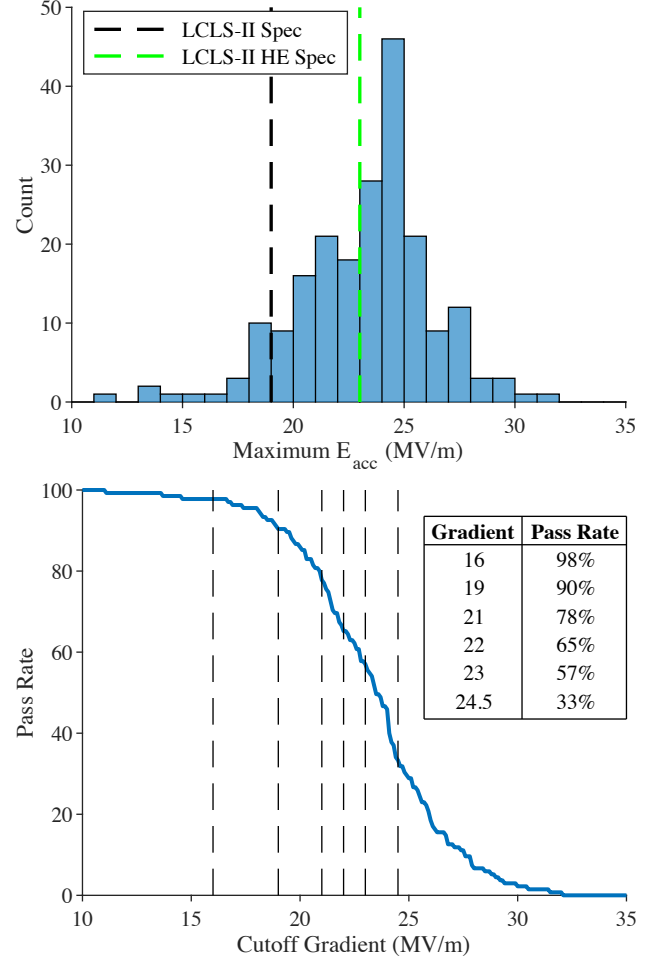 50
LCLS-II Spec
LCLS-II HE Spec
40
30
Count
20
10
0
10 15 20 25 30 35
Maximum E_acc (MV/m)
100
Gradient Pass Rate
16 98%
19 90%
80
21 78%
22 65%
23 57%
60
24.5 33%
Pass Rate
40
20
0
10 15 20 25 30 35
Cutoff Gradient (MV/m)